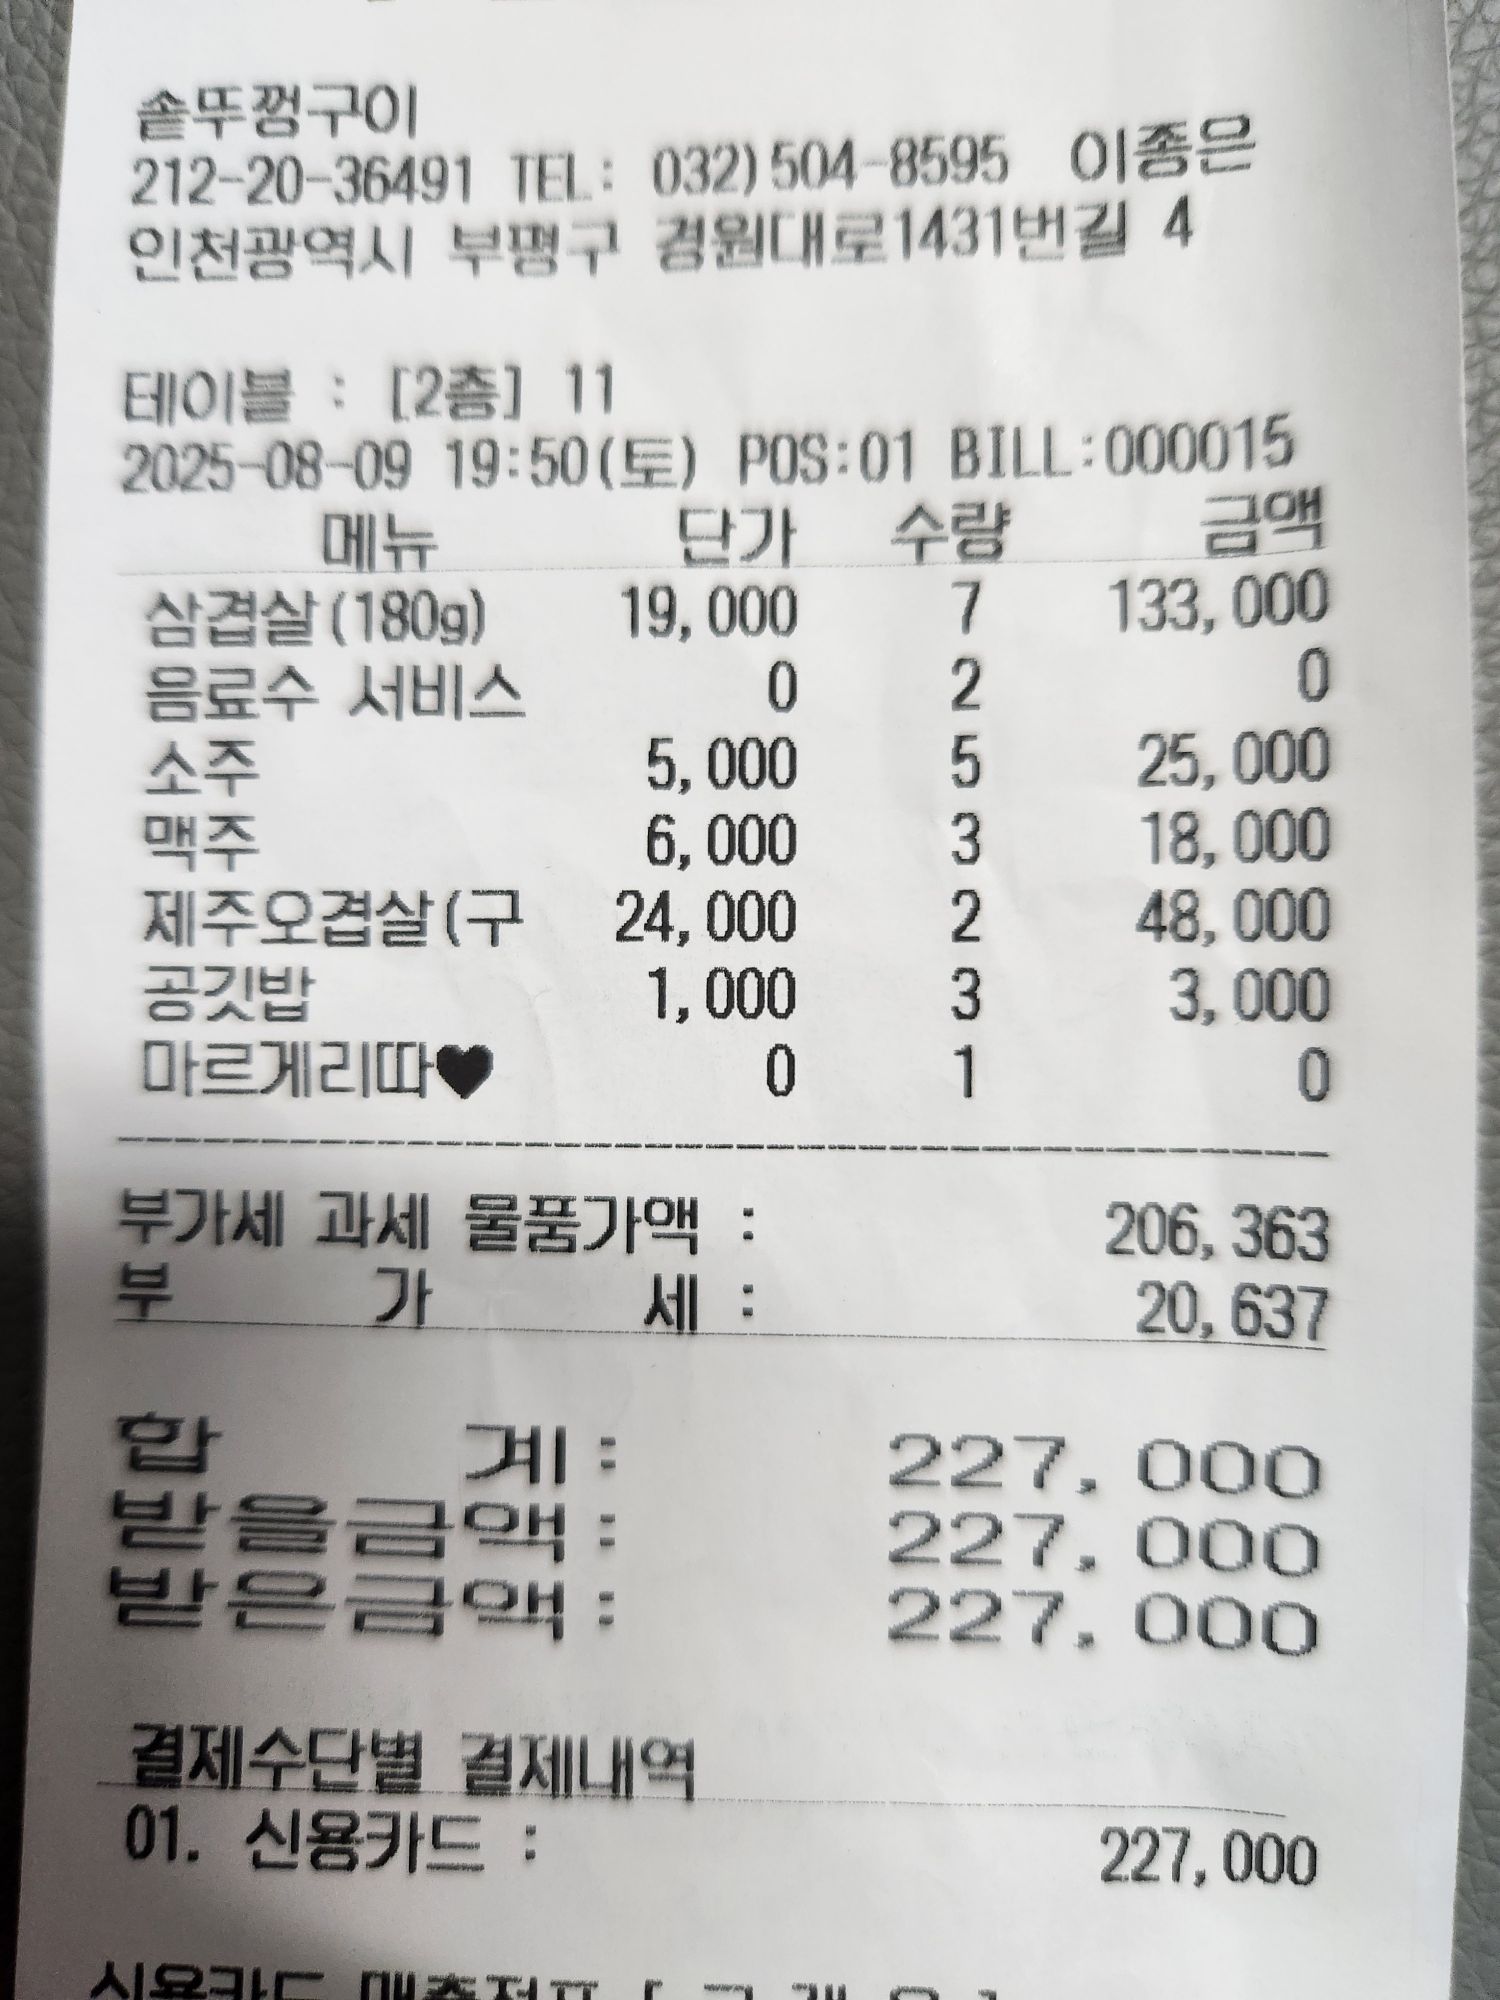 솥뚜껑구이
212-20-36491 TEL: 032)504-8595 이종은
인천광역시 부평구 경원대로1431번길 4
테이블 : [2층] 11
2025-08-09 19:50(토) POS:01 BILL:000015
메뉴 단가 수량 금액
삼겹살(180g) 19,000 7 133,000
음료수 서비스 0 2 0
소주 5,000 5 25,000
맥주 6,000 3 18,000
제주오겹살(구 24,000 2 48,000
공깃밥 1,000 3 3,000
마르게리따♥ 0 1 0
부가세 과세 물품가액 : 206,363
부 가 세 : 20,637
합 계 : 227,000
받을금액 : 227,000
받은금액 : 227,000
결제수단별 결제내역
01. 신용카드 : 227,000
신용카드 매출전표 [